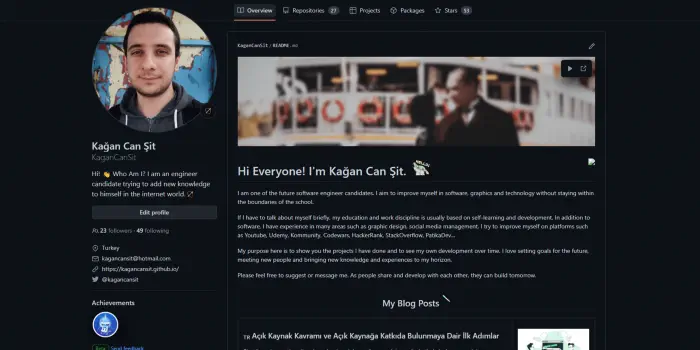 Overview
Repositories 27
Projects
Packages
Stars 53
KaganCanSit / README.md
Kağan Can Şit
KaganCanSit
Hi! 👋 Who Am I? I am an engineer
candidate trying to add new knowledge
to himself in the internet world.
Edit profile
23 followers · 49 following
Turkey
kagancansit@hotmail.com
https://kagancansit.github.io/
@kagancansit
Achievements
Beta Send feedback
Hi Everyone! I'm Kağan Can Şit.
I am one of the future software engineer candidates. I aim to improve myself in software, graphics and technology without staying within
the boundaries of the school.
If I have to talk about myself briefly, my education and work discipline is usually based on self-learning and development. In addition to
software, I have experience in many areas such as graphic design, social media management. I try to improve myself on platforms such
as Youtube, Udemy, Kommunity, Codewars, HackerRank, StackOverflow, PatikaDev...
My purpose here is to show you the projects I have done and to see my own development over time. I love setting goals for the future,
meeting new people and bringing new knowledge and experiences to my horizon.
Please feel free to suggest or message me. As people share and develop with each other, they can build tomorrow.
My Blog Posts
TR Açık Kaynak Kavramı ve Açık Kaynağa Katkıda Bulunmaya Dair İlk Adımlar